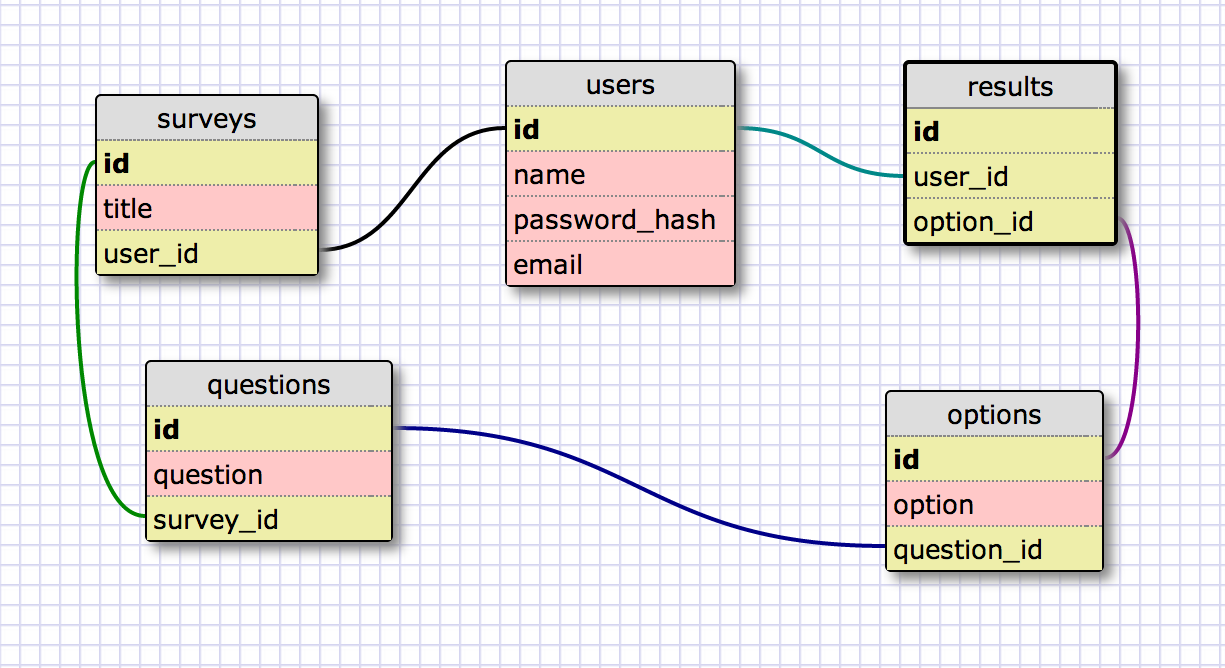 surveys
id
title
user_id
users
id
name
password_hash
email
results
id
user_id
option_id
questions
id
question
survey_id
options
id
option
question_id